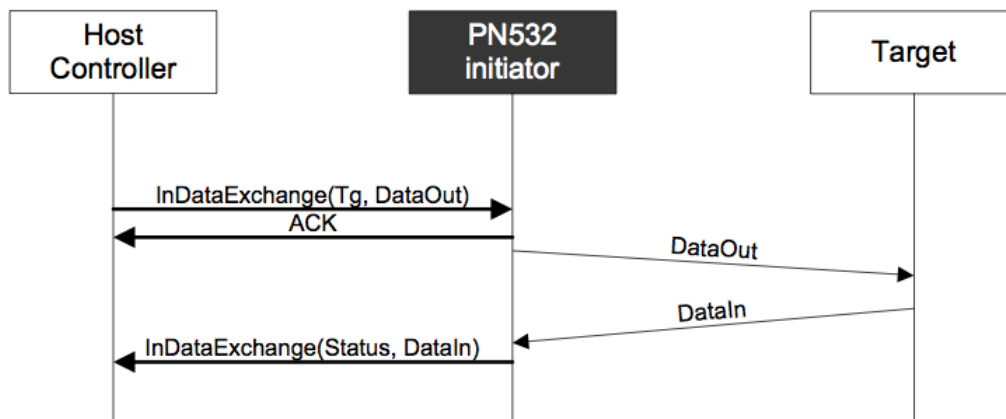 Host
Controller
PN532
initiator
Target
InDataExchange(Tg, DataOut)
ACK
DataOut
DataIn
InDataExchange(Status, DataIn)